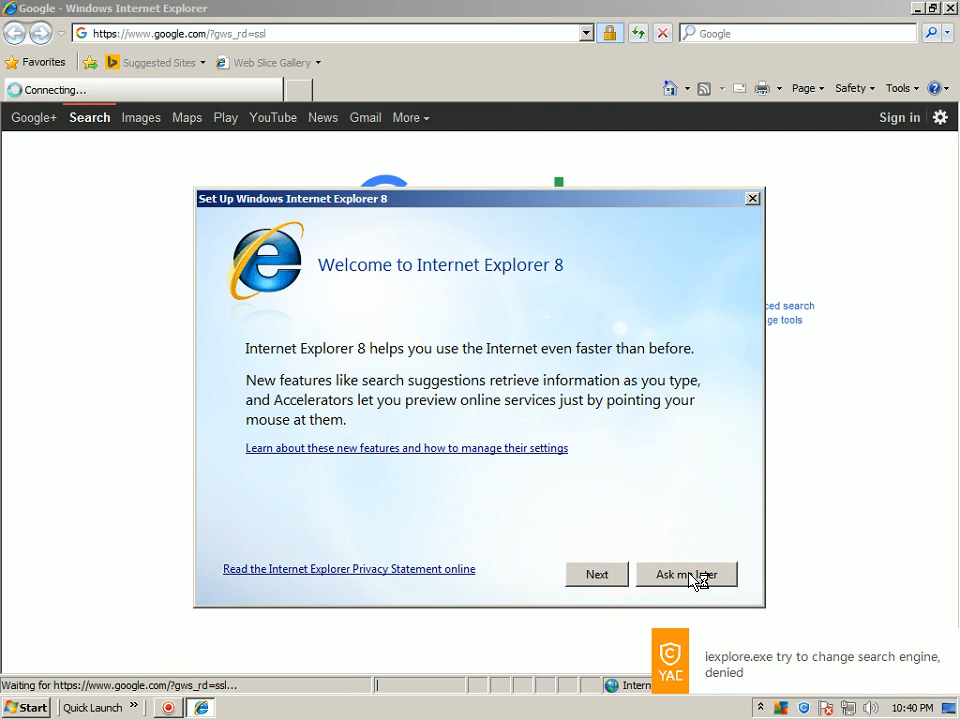 Google - Windows Internet Explorer
https://www.google.com/?gws_rd=ssl
Google
Favorites
Suggested Sites
Web Slice Gallery
Connecting...
Page
Safety
Tools
Google+ Search Images Maps Play YouTube News Gmail More
Sign in
Set Up Windows Internet Explorer 8
Welcome to Internet Explorer 8
Internet Explorer 8 helps you use the Internet even faster than before.
New features like search suggestions retrieve information as you type,
and Accelerators let you preview online services just by pointing your
mouse at them.
Learn about these new features and how to manage their settings
Read the Internet Explorer Privacy Statement online
Next
Ask me later
search
tools
YAC
iexplore.exe try to change search engine,
denied
Waiting for https://www.google.com/?gws_rd=ssl...
Start
Quick Launch
10:40 PM